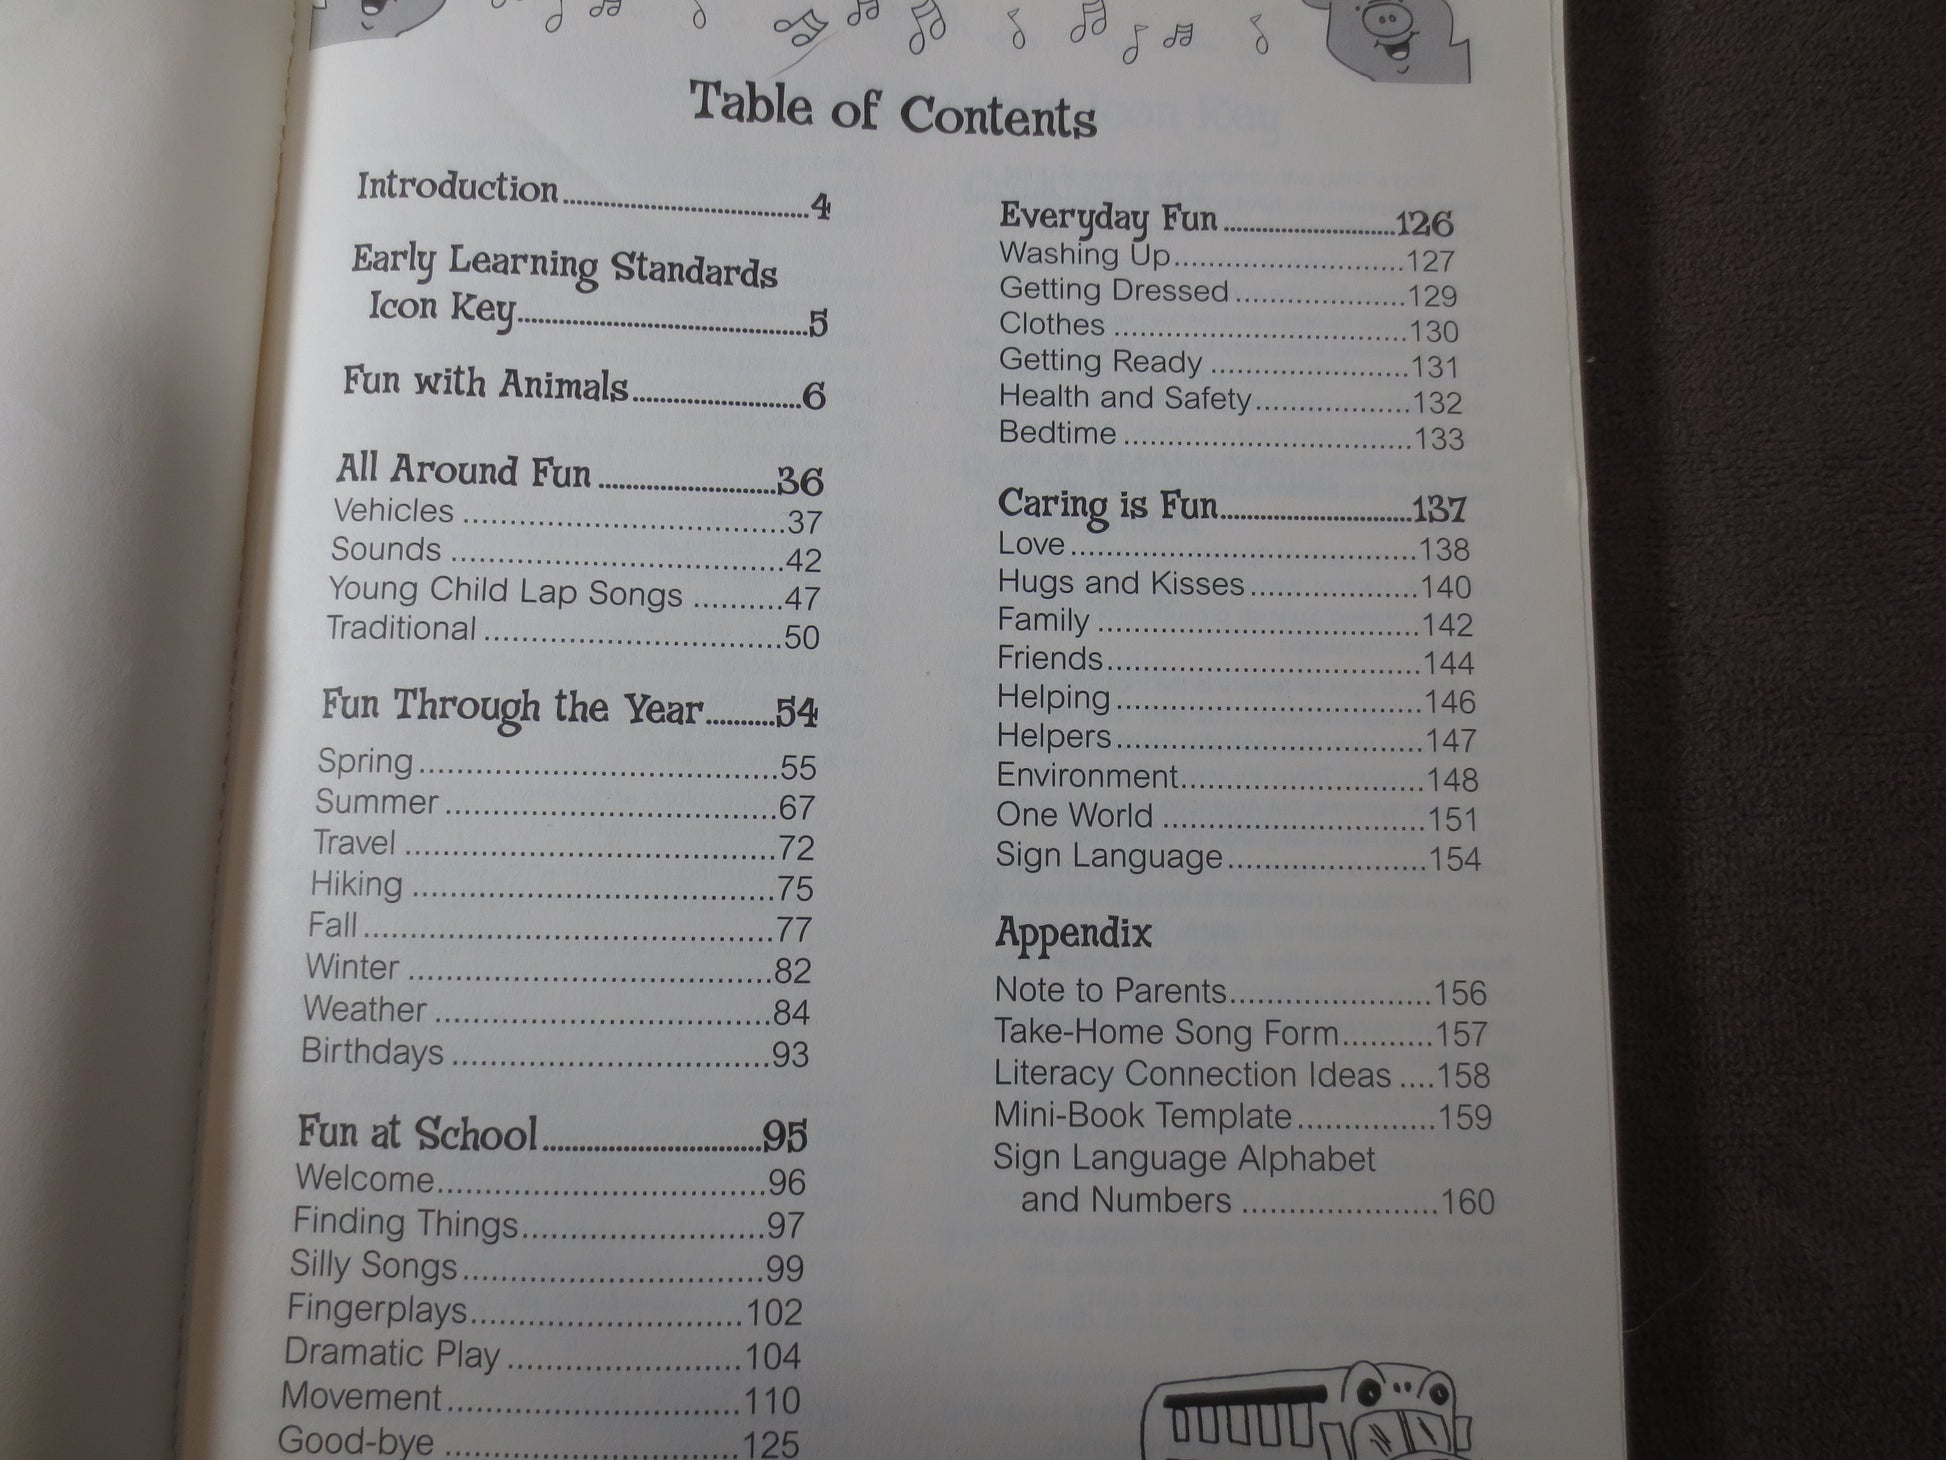 Table of Contents
Introduction..............................4
Early Learning Standards
Icon Key..............................5
Fun with Animals..............................6
All Around Fun..............................36
Vehicles..............................37
Sounds..............................42
Young Child Lap Songs..........47
Traditional..............................50
Fun Through the Year..........54
Spring..............................55
Summer..............................67
Travel..............................72
Hiking..............................75
Fall..............................77
Winter..............................82
Weather..............................84
Birthdays..............................93
Fun at School..............................95
Welcome..............................96
Finding Things..............................97
Silly Songs..............................99
Fingerplays..............................102
Dramatic Play..............................104
Movement..............................110
Good-bye..............................125
Everyday Fun..............................126
Washing Up..............................127
Getting Dressed..................129
Clothes..............................130
Getting Ready.....................131
Health and Safety.................132
Bedtime..............................133
Caring is Fun..............................137
Love..............................138
Hugs and Kisses..................140
Family..............................142
Friends..............................144
Helping..............................146
Helpers..............................147
Environment..........................148
One World............................151
Sign Language.....................154
Appendix
Note to Parents......................156
Take-Home Song Form..........157
Literacy Connection Ideas ....158
Mini-Book Template...............159
Sign Language Alphabet
and Numbers .....................160